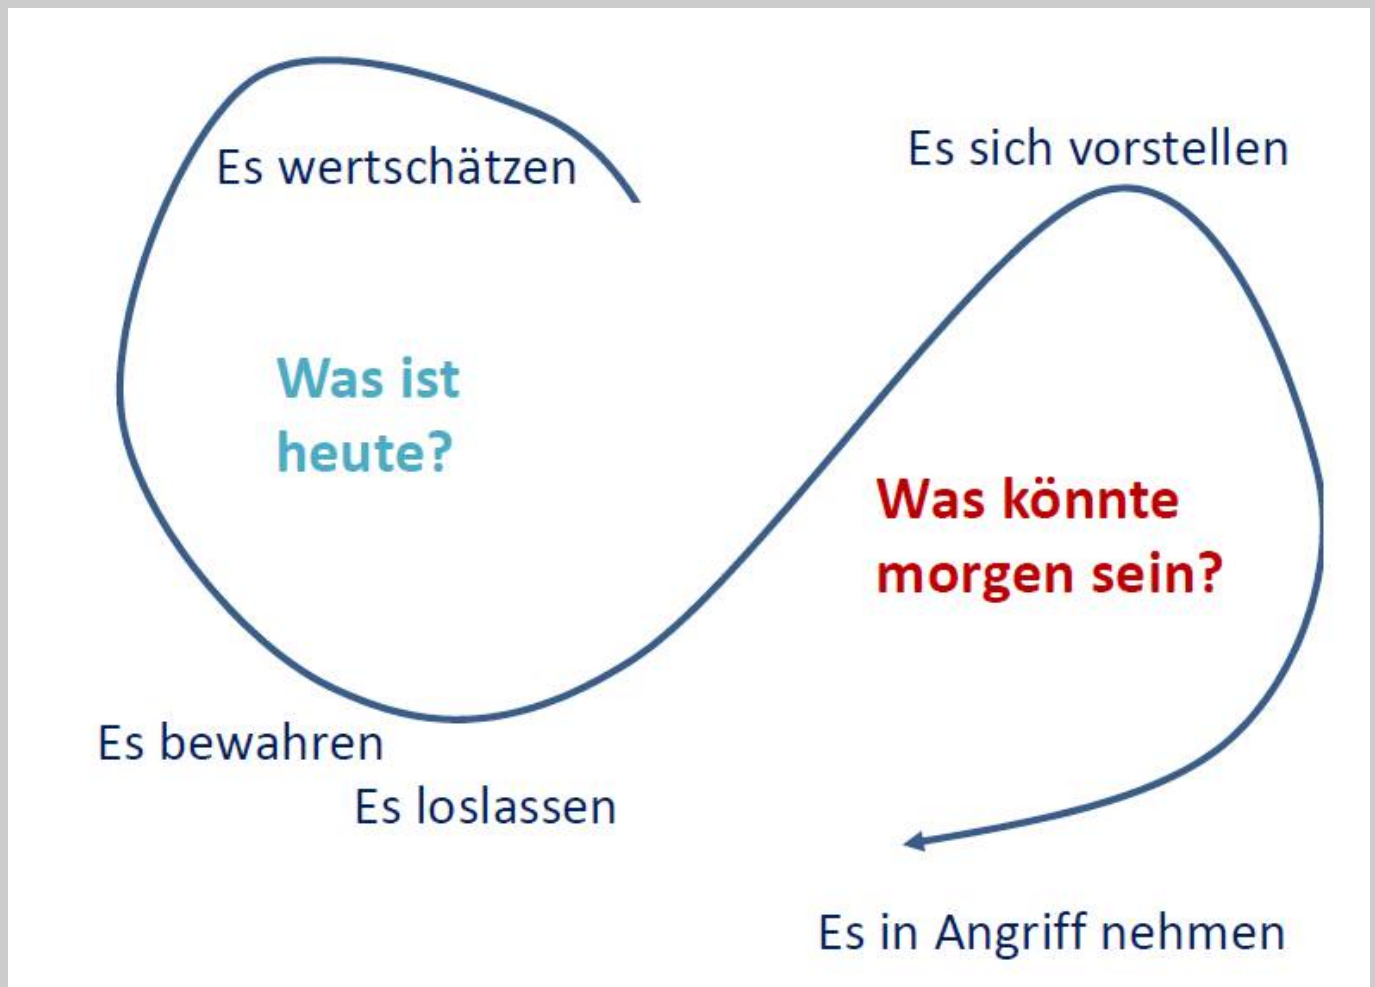 Es wertschätzen
Es sich vorstellen
Was ist
heute?
Was könnte
morgen sein?
Es bewahren
Es loslassen
Es in Angriff nehmen